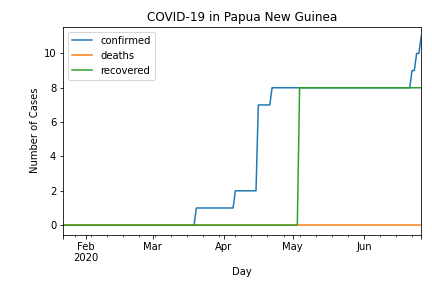 COVID-19 in Papua New Guinea
confirmed
deaths
recovered
Number of Cases
10
8
6
4
2
0
Feb
2020
Mar
Apr
May
Jun
Day